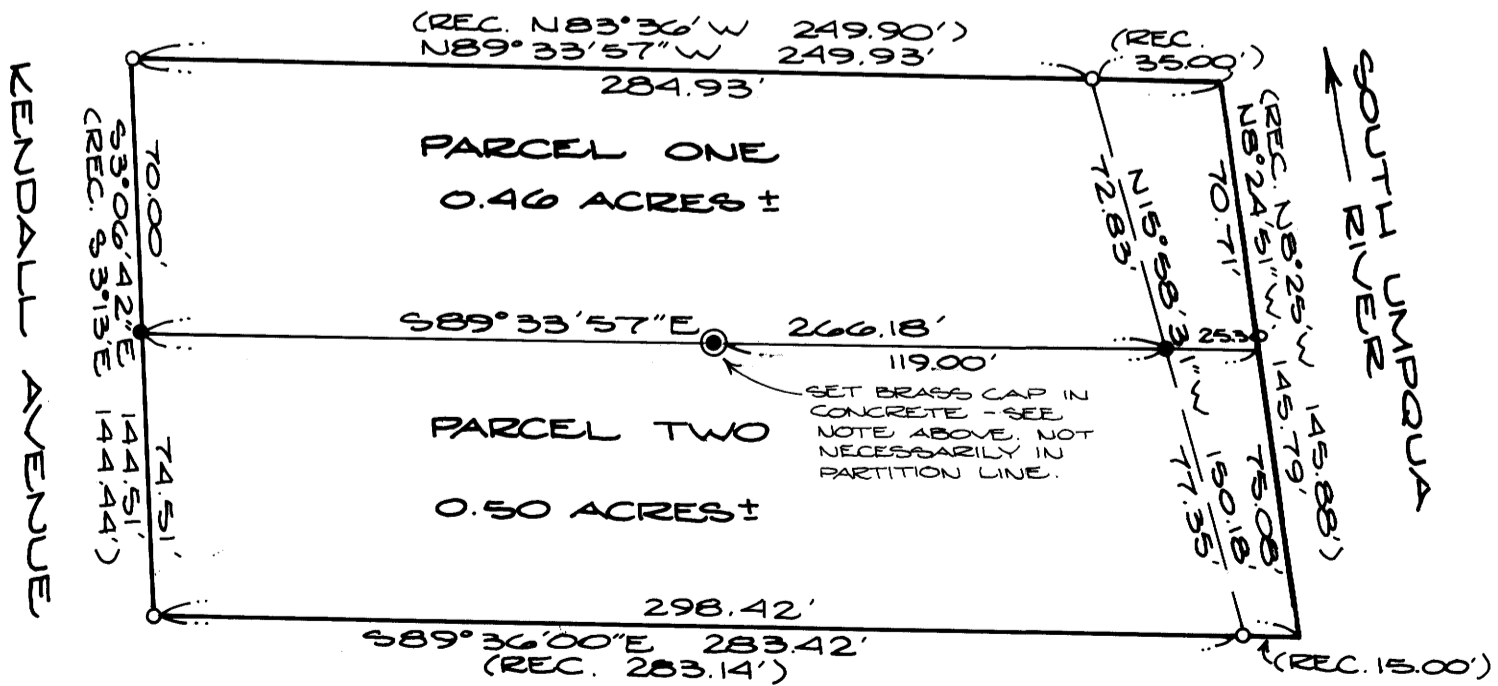 (REC. N83°36'W 249.90')
N89°33'57"W 249.93'
284.93'
(REC.
35.00')
KENDALL AVENUE
70.00'
S3°06'42"E 144.51'
(REC. S3°13'E 144.44')
74.51'
PARCEL ONE
0.46 ACRES ±
N15°58'31"W 150.18'
72.83'
77.35'
70.71'
75.08'
N8°24'51"W 145.79'
(REC. N8°25'W 145.88')
SOUTH UMPQUA
RIVER
S89°33'57"E 266.18'
25.30'
119.00'
SET BRASS CAP IN
CONCRETE - SEE
NOTE ABOVE. NOT
NECESSARILY IN
PARTITION LINE.
PARCEL TWO
0.50 ACRES ±
298.42'
S89°36'00"E 283.42'
(REC. 283.14')
(REC. 15.00')